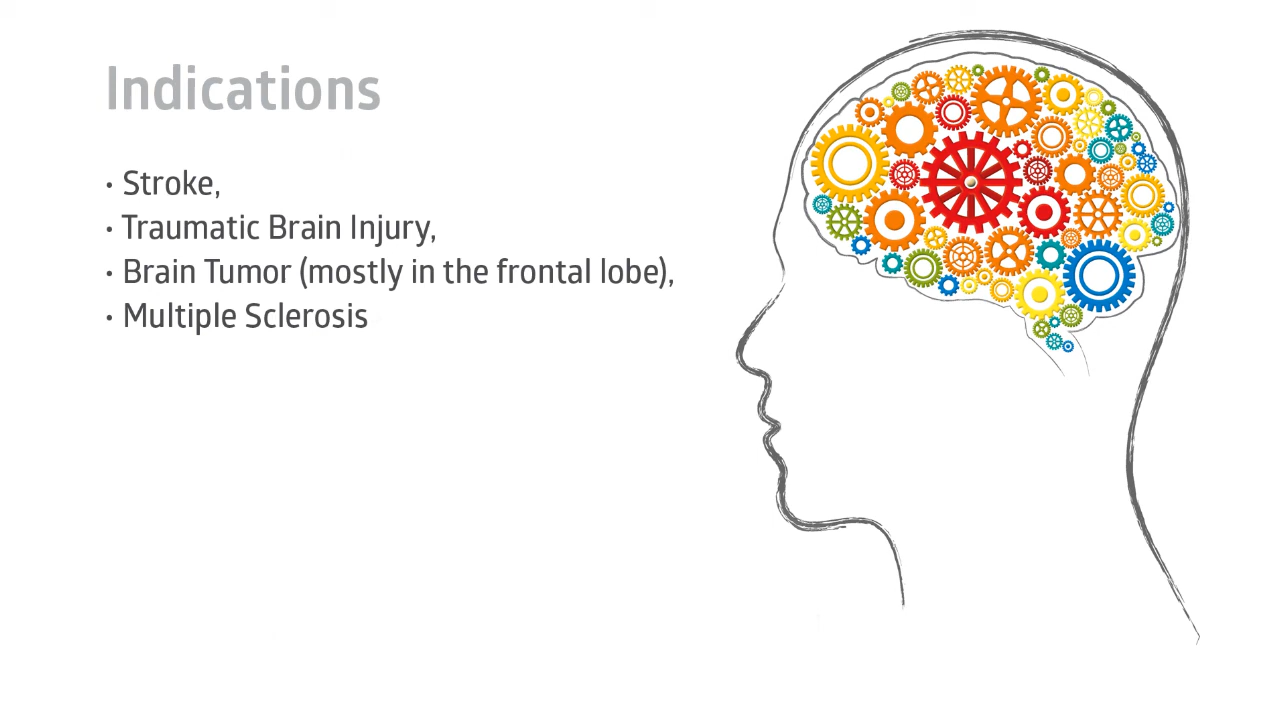 Indications
• Stroke,
• Traumatic Brain Injury,
• Brain Tumor (mostly in the frontal lobe),
• Multiple Sclerosis